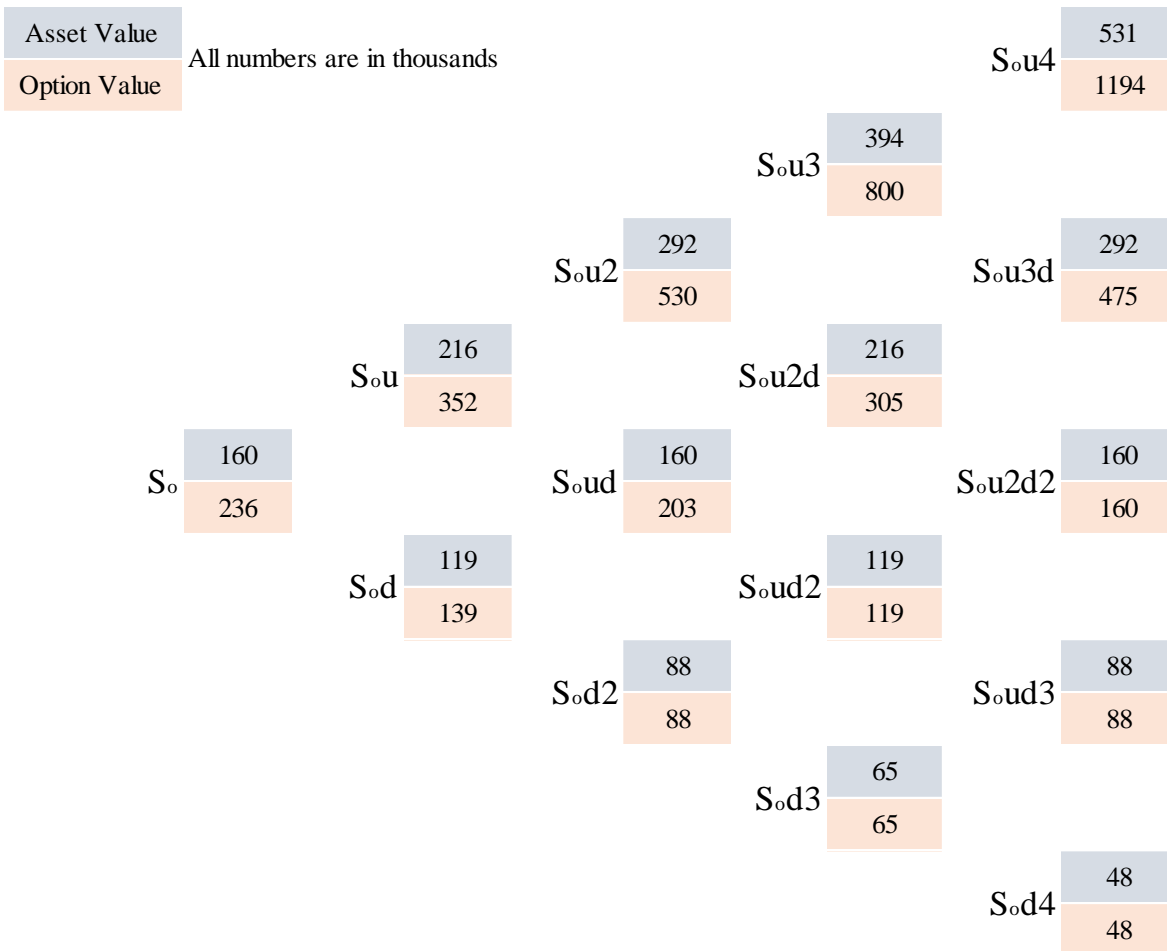 Asset Value
Option Value
All numbers are in thousands
Sₒu4
531
1194
Sₒu3
394
800
Sₒu2
292
530
Sₒu3d
292
475
Sₒu
216
352
Sₒu2d
216
305
Sₒ
160
236
Sₒud
160
203
Sₒu2d2
160
160
Sₒd
119
139
Sₒud2
119
119
Sₒd2
88
88
Sₒud3
88
88
Sₒd3
65
65
Sₒd4
48
48